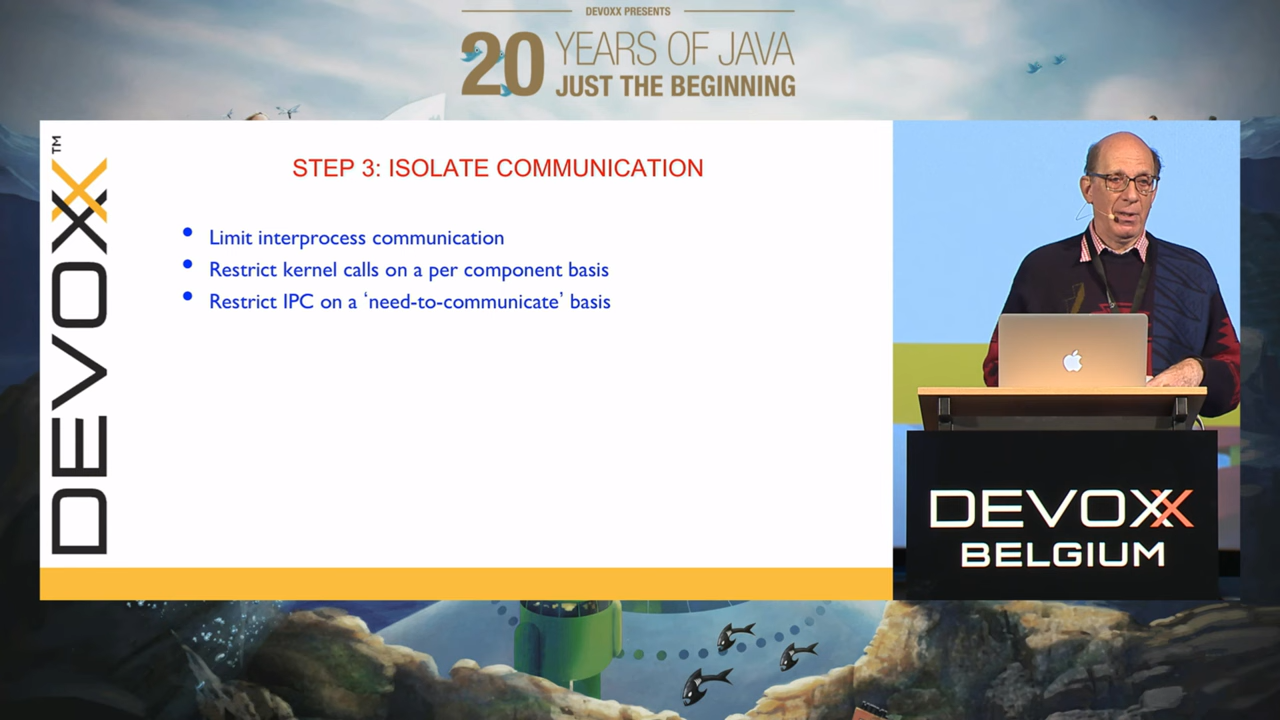 DEVOXX PRESENTS
20 YEARS OF JAVA
JUST THE BEGINNING
DEVOXX™
STEP 3: ISOLATE COMMUNICATION
• Limit interprocess communication
• Restrict kernel calls on a per component basis
• Restrict IPC on a ‘need-to-communicate’ basis
DEVOXX
BELGIUM